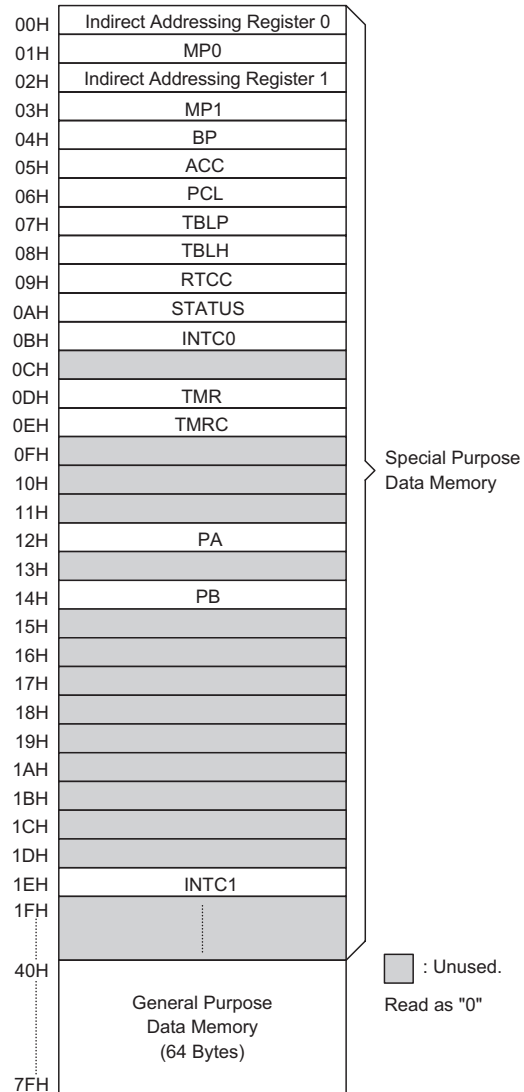 00H Indirect Addressing Register 0
01H MP0
02H Indirect Addressing Register 1
03H MP1
04H BP
05H ACC
06H PCL
07H TBLP
08H TBLH
09H RTCC
0AH STATUS
0BH INTC0
0CH
0DH TMR
0EH TMRC
0FH
10H
11H
12H PA
13H
14H PB
15H
16H
17H
18H
19H
1AH
1BH
1CH
1DH
1EH INTC1
1FH
40H
General Purpose
Data Memory
(64 Bytes)
7FH
Special Purpose
Data Memory
: Unused.
Read as "0"